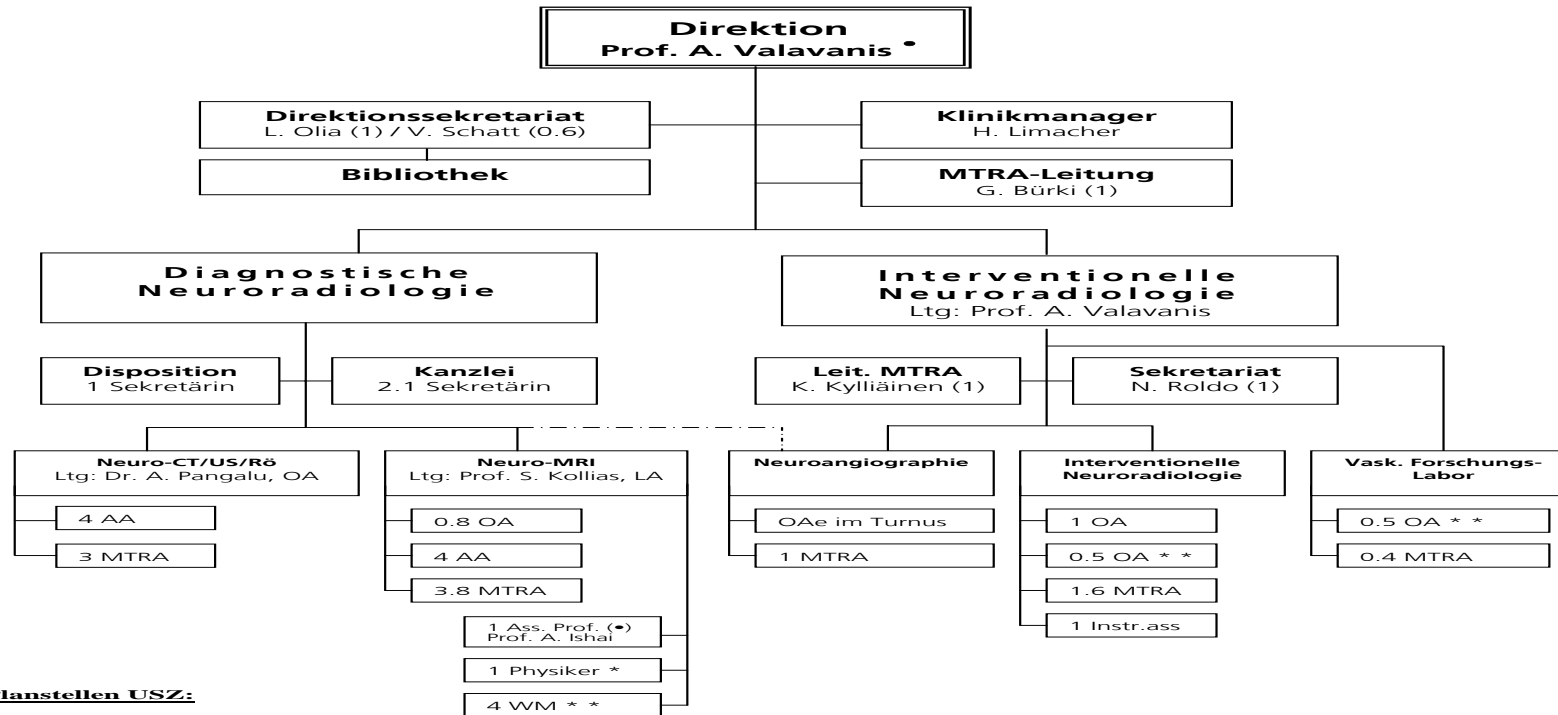 Direktion
Prof. A. Valavanis •
Direktionssekretariat
L. Olia (1) / V. Schatt (0.6)
Klinikmanager
H. Limacher
Bibliothek
MTRA-Leitung
G. Bürki (1)
Diagnostische
Neuroradiologie
Interventionelle
Neuroradiologie
Ltg: Prof. A. Valavanis
Disposition
1 Sekretärin
Kanzlei
2.1 Sekretärin
Leit. MTRA
K. Kylliäinen (1)
Sekretariat
N. Roldo (1)
Neuro-CT/US/Rö
Ltg: Dr. A. Pangalu, OA
4 AA
3 MTRA
Neuro-MRI
Ltg: Prof. S. Kollias, LA
0.8 OA
4 AA
3.8 MTRA
1 Ass. Prof. (•)
Prof. A. Ishai
1 Physiker *
4 WM * *
Neuroangiographie
OAe im Turnus
1 MTRA
Interventionelle
Neuroradiologie
1 OA
0.5 OA * *
1.6 MTRA
1 Instr.ass
Vask. Forschungs-
Labor
0.5 OA * *
0.4 MTRA
lanstellen USZ: